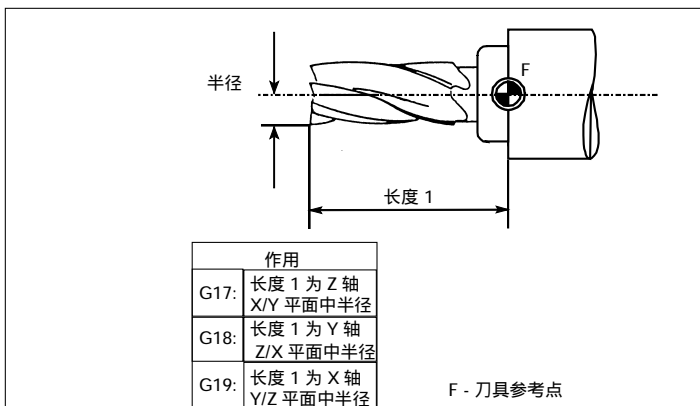 F
半径
长度 1
作用
G17:
长度 1 为 Z 轴
X/Y 平面中半径
G18:
长度 1 为 Y 轴
Z/X 平面中半径
G19:
长度 1 为 X 轴
Y/Z 平面中半径
F - 刀具参考点